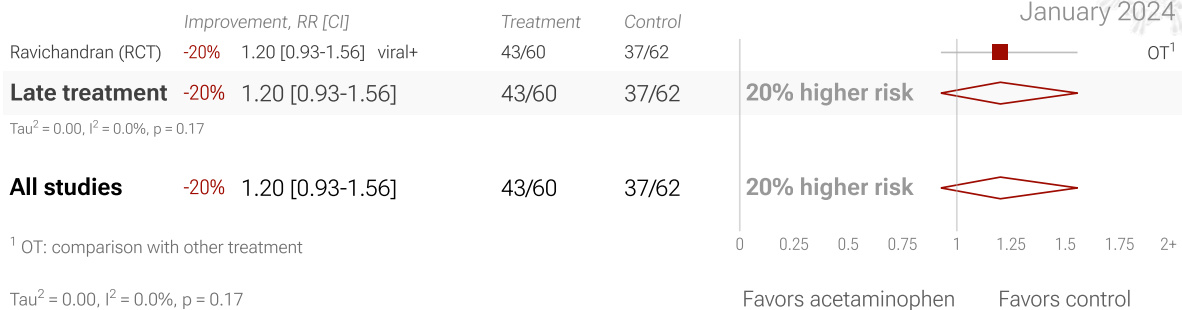 January 2024
Improvement, RR [CI] Treatment Control
Ravichandran (RCT) -20% 1.20 [0.93-1.56] viral+ 43/60 37/62 OT¹
Late treatment -20% 1.20 [0.93-1.56] 43/60 37/62 20% higher risk
Tau² = 0.00, I² = 0.0%, p = 0.17
All studies -20% 1.20 [0.93-1.56] 43/60 37/62 20% higher risk
¹ OT: comparison with other treatment
0 0.25 0.5 0.75 1 1.25 1.5 1.75 2+
Tau² = 0.00, I² = 0.0%, p = 0.17 Favors acetaminophen Favors control